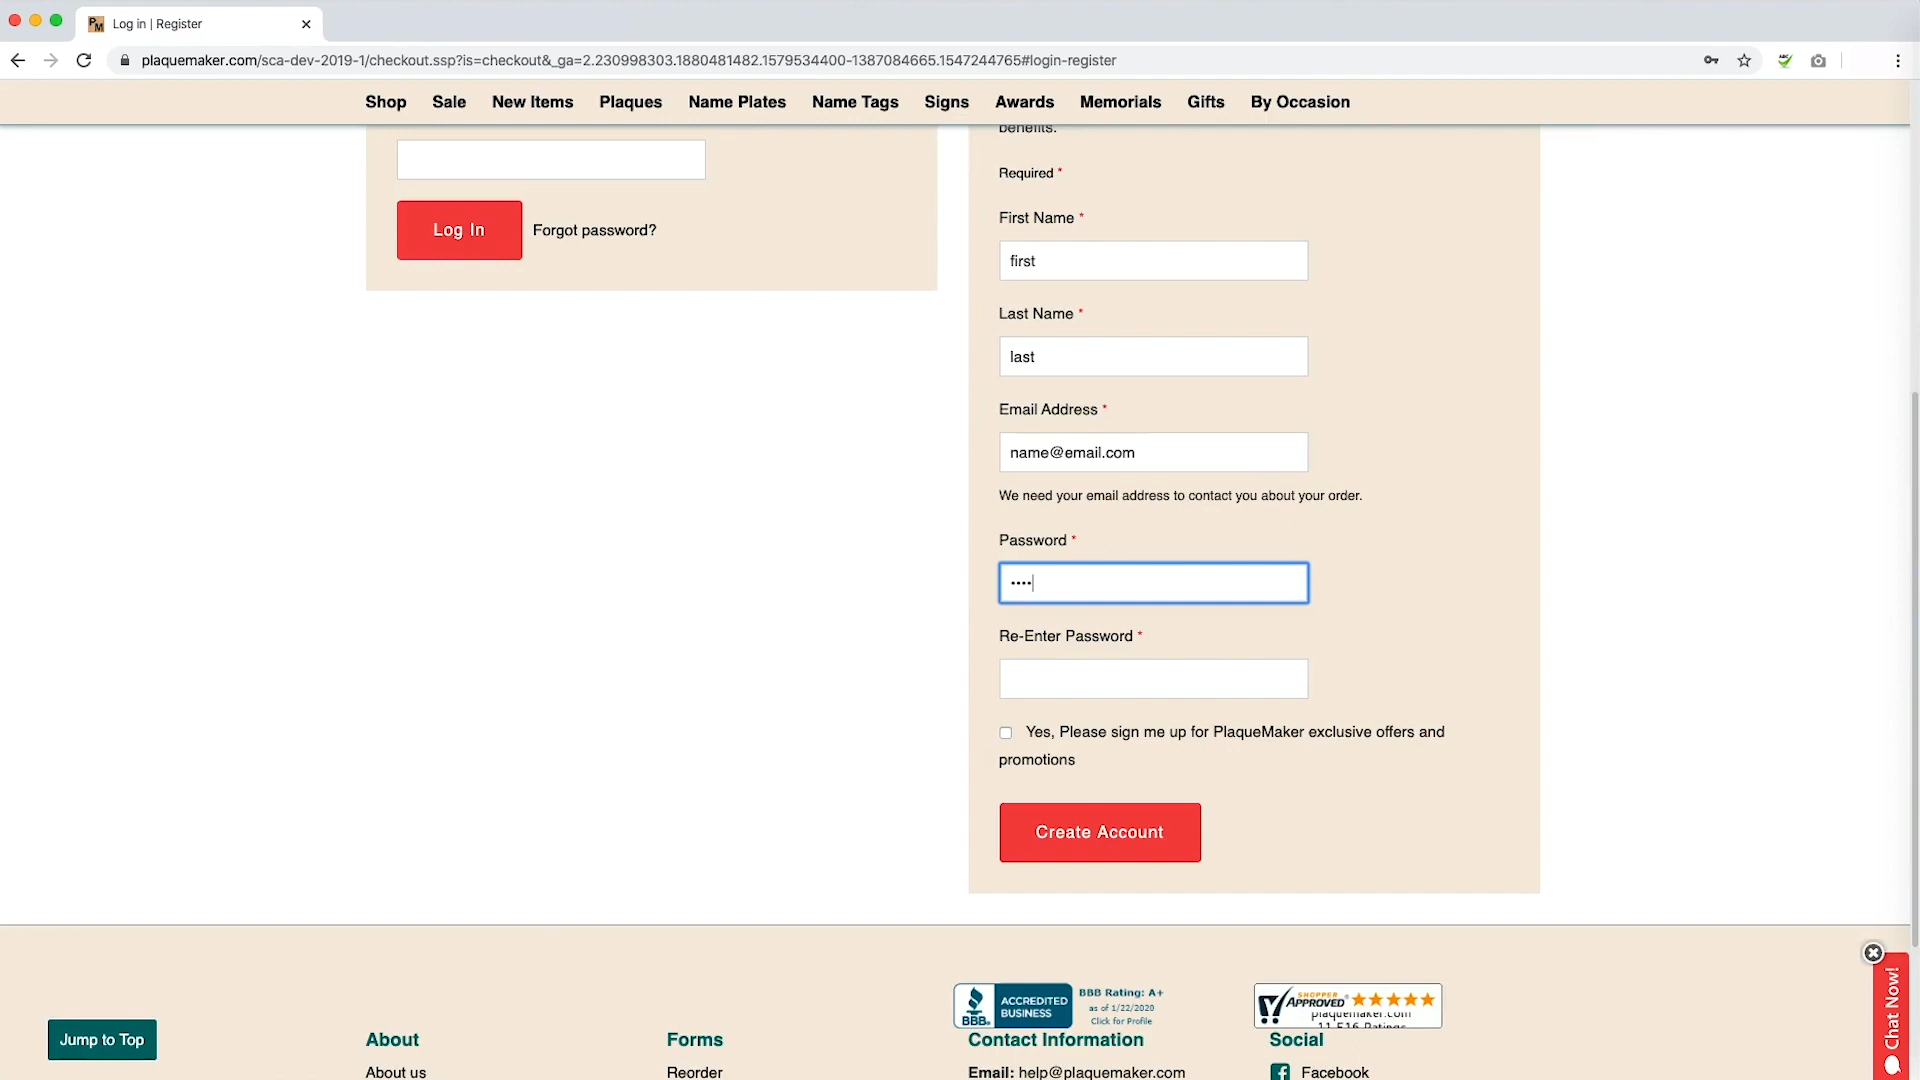 Log in | Register
plaquemaker.com/sca-dev-2019-1/checkout.ssp?is=checkout&_ga=2.230998303.1880481482.1579534400-1387084665.1547244765#login-register
Shop Sale New Items Plaques Name Plates Name Tags Signs Awards Memorials Gifts By Occasion
benefits.
Required *
Log In Forgot password?
First Name *
first
Last Name *
last
Email Address *
name@email.com
We need your email address to contact you about your order.
Password *
••••
Re-Enter Password *
Yes, Please sign me up for PlaqueMaker exclusive offers and
promotions
Create Account
BBB. ACCREDITED BUSINESS
BBB Rating: A+
as of 1/22/2020
Click for Profile
SHOPPER APPROVED
plaquemaker.com
Jump to Top
About
Forms
Contact Information
Social
About us
Reorder
Email: help@plaquemaker.com
Facebook
Chat Now!